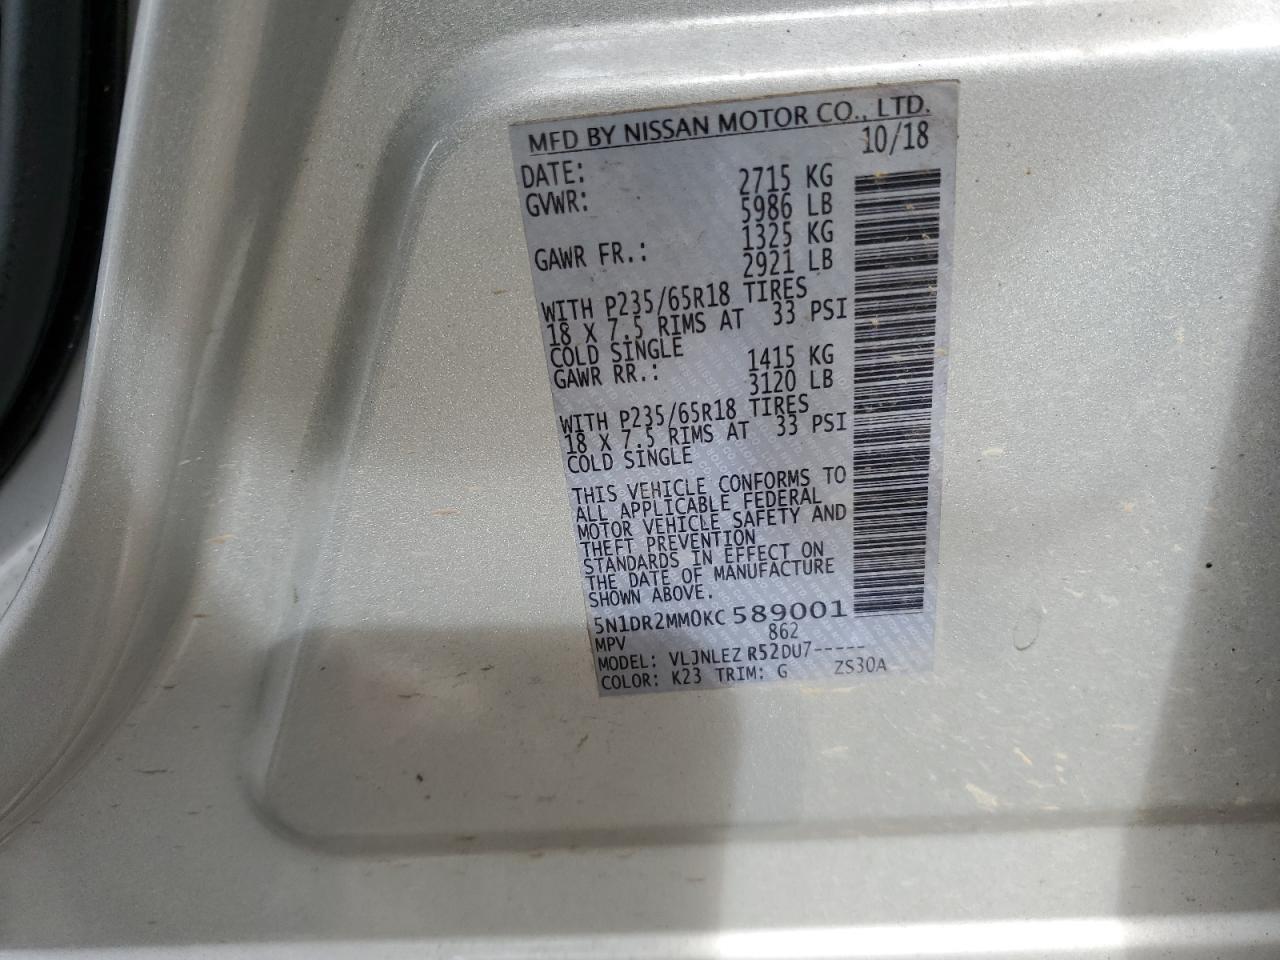 MFD BY NISSAN MOTOR CO., LTD.
DATE: 10/18
GVWR: 2715 KG
5986 LB
GAWR FR.: 1325 KG
2921 LB
WITH P235/65R18 TIRES
18 X 7.5 RIMS AT 33 PSI
COLD SINGLE
GAWR RR.: 1415 KG
3120 LB
WITH P235/65R18 TIRES
18 X 7.5 RIMS AT 33 PSI
COLD SINGLE
THIS VEHICLE CONFORMS TO
ALL APPLICABLE FEDERAL
MOTOR VEHICLE SAFETY AND
THEFT PREVENTION
STANDARDS IN EFFECT ON
THE DATE OF MANUFACTURE
SHOWN ABOVE.
5N1DR2MM0KC 589001
MPV 862
MODEL: VLJNLEZ R52DU7-----
COLOR: K23 TRIM: G ZS30A